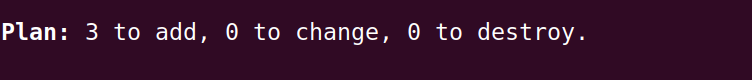 Plan: 3 to add, 0 to change, 0 to destroy.